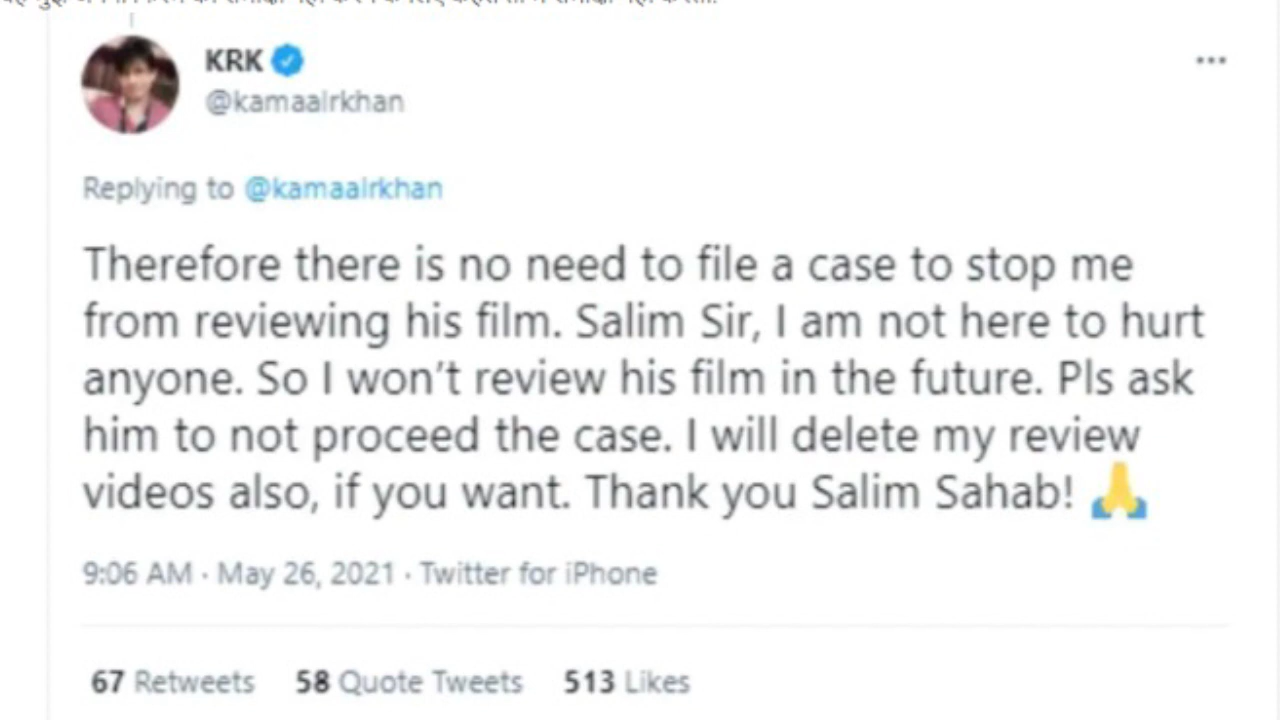 KRK
@kamaalrkhan
Replying to @kamaalrkhan
Therefore there is no need to file a case to stop me
from reviewing his film. Salim Sir, I am not here to hurt
anyone. So I won't review his film in the future. Pls ask
him to not proceed the case. I will delete my review
videos also, if you want. Thank you Salim Sahab! 🙏
9:06 AM · May 26, 2021 · Twitter for iPhone
67 Retweets 58 Quote Tweets 513 Likes